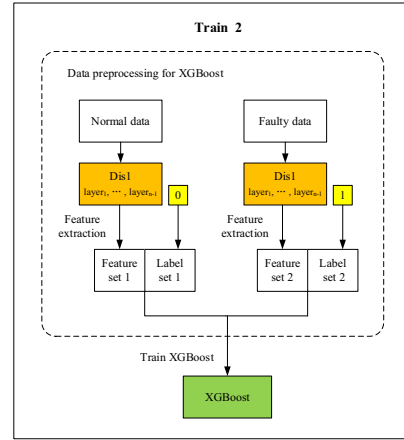 Train 2
Data preprocessing for XGBoost
Normal data
Faulty data
Dis1
layer₁, ⋯ , layerₙ₋₁
0
Dis1
layer₁, ⋯ , layerₙ₋₁
1
Feature
extraction
Feature
extraction
Feature
set 1
Label
set 1
Feature
set 2
Label
set 2
Train XGBoost
XGBoost